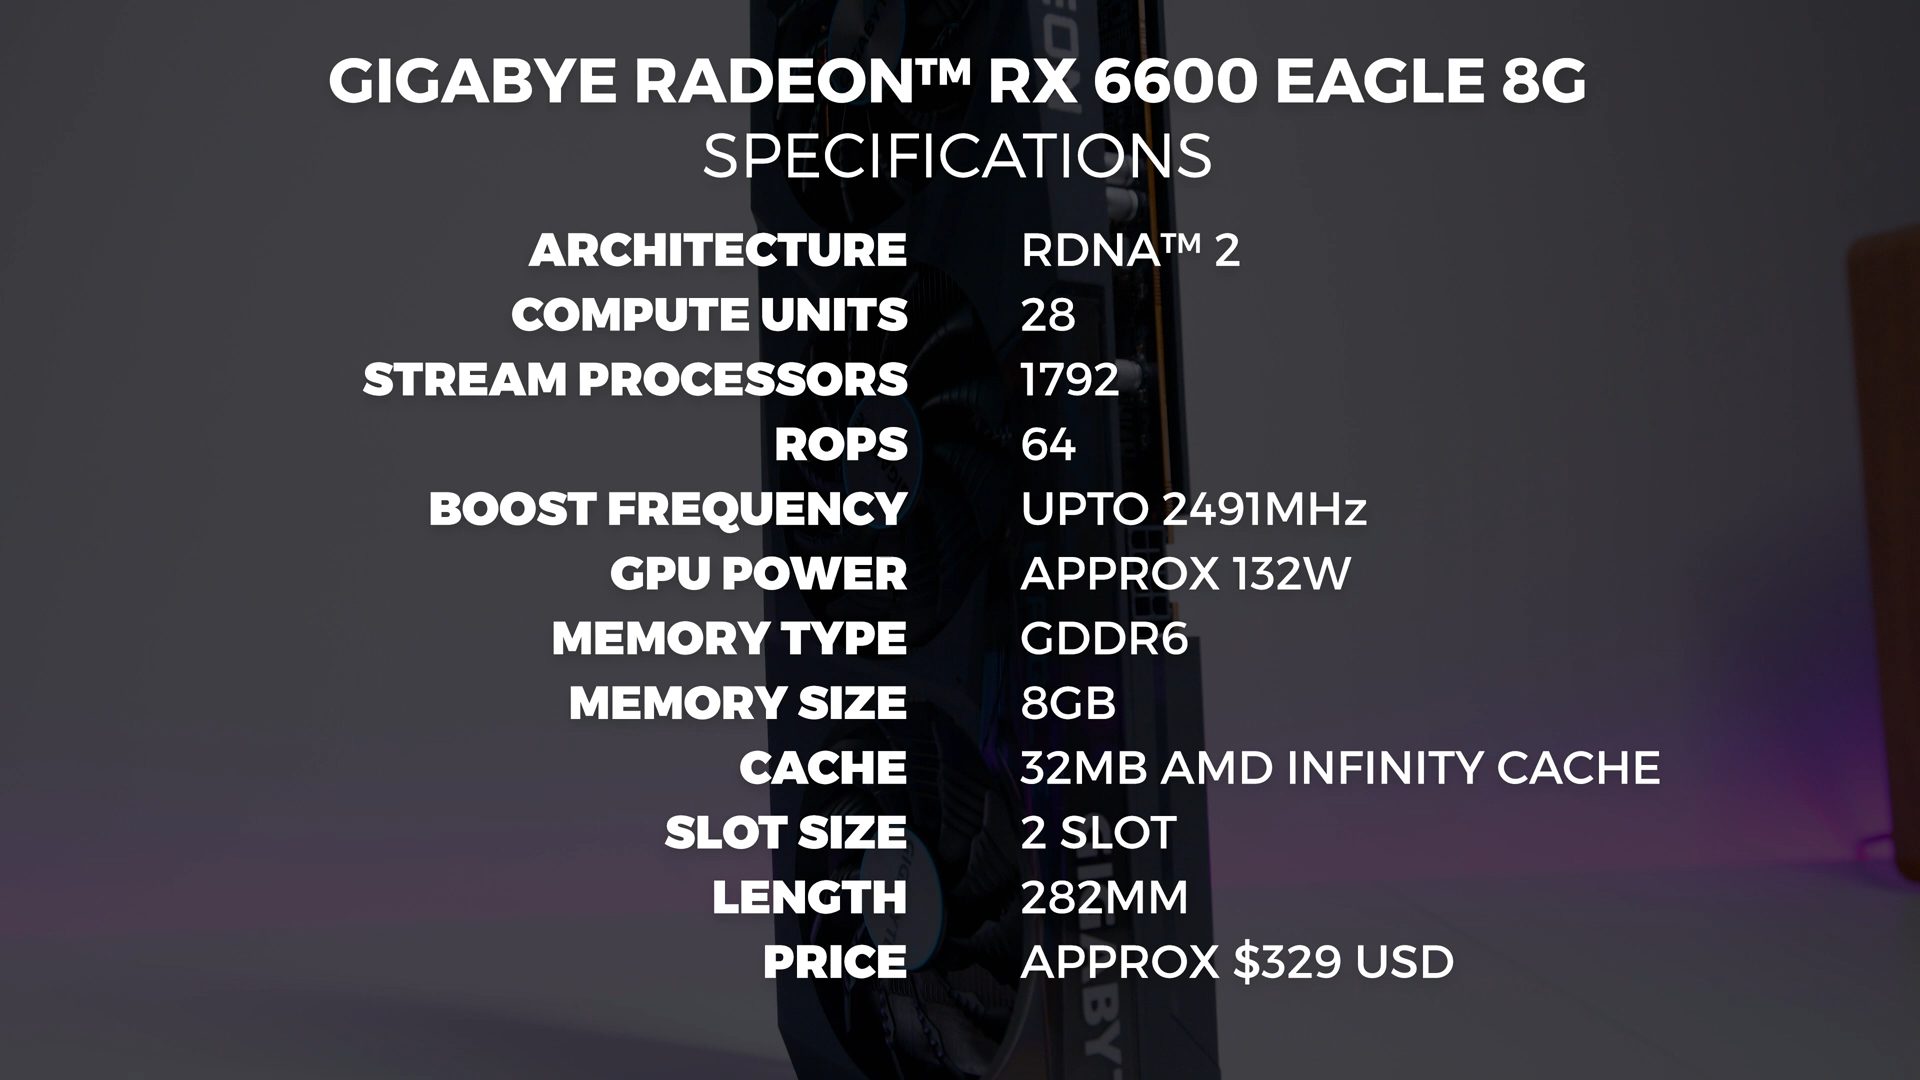 GIGABYE RADEON™ RX 6600 EAGLE 8G
SPECIFICATIONS
ARCHITECTURE RDNA™ 2
COMPUTE UNITS 28
STREAM PROCESSORS 1792
ROPS 64
BOOST FREQUENCY UPTO 2491MHz
GPU POWER APPROX 132W
MEMORY TYPE GDDR6
MEMORY SIZE 8GB
CACHE 32MB AMD INFINITY CACHE
SLOT SIZE 2 SLOT
LENGTH 282MM
PRICE APPROX $329 USD